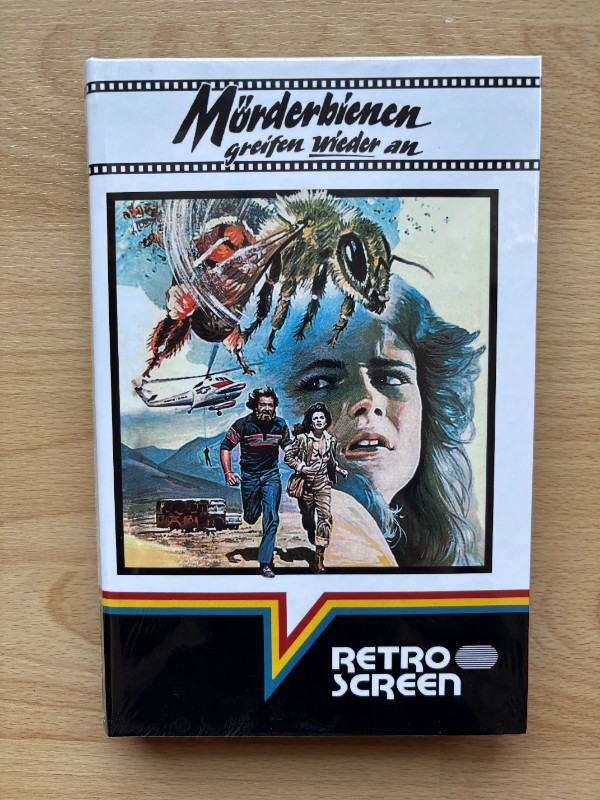 Mörderbienen
greifen wieder an
RETRO
SCREEN